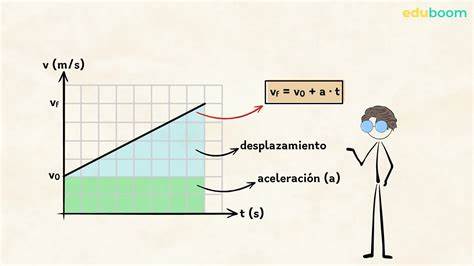 eduboom
v (m/s)
vf
vf = v0 + a · t
desplazamiento
v0
aceleración (a)
t (s)